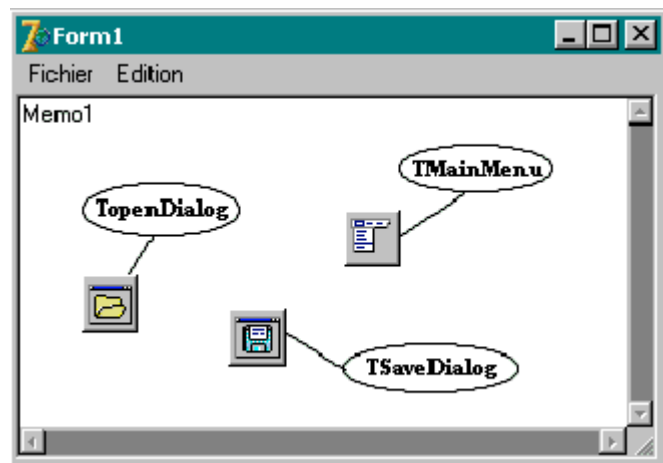 Form1
Fichier Edition
Memo1
TMainMenu
TopenDialog
TSaveDialog